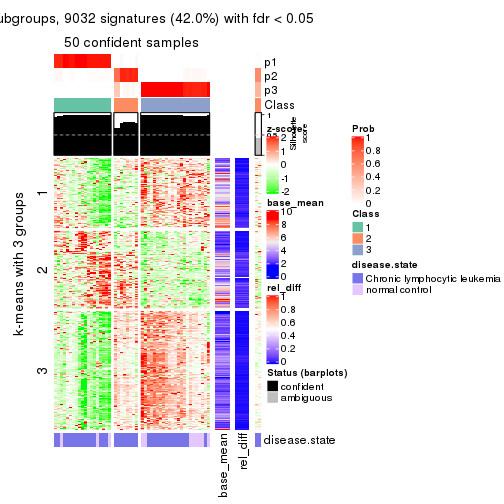 ubgroups, 9032 signatures (42.0%) with fdr < 0.05
50 confident samples
p1
p2
p3
Class
1
Silhouette
score
k-means with 3 groups
1
2
3
disease.state
base_mean
rel_diff
z-score
2
1
0
-1
-2
base_mean
10
8
6
4
2
0
rel_diff
1
0.8
0.6
0.4
0.2
0
Status (barplots)
confident
ambiguous
Prob
1
0.8
0.6
0.4
0.2
0
Class
1
2
3
disease.state
Chronic lymphocytic leukemia
normal control